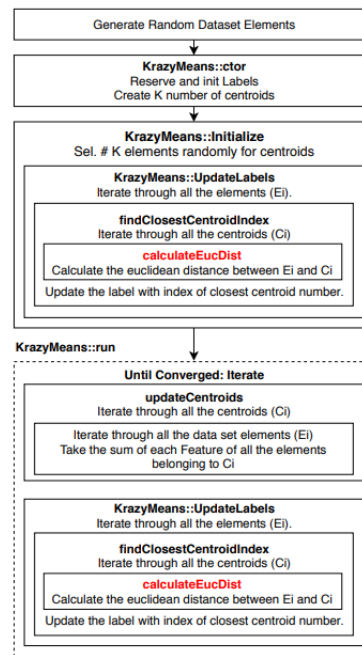 Generate Random Dataset Elements
KrazyMeans::ctor
Reserve and init Labels
Create K number of centroids
KrazyMeans::Initialize
Sel. # K elements randomly for centroids
KrazyMeans::UpdateLabels
Iterate through all the elements (Ei).
findClosestCentroidIndex
Iterate through all the centroids (Ci)
calculateEucDist
Calculate the euclidean distance between Ei and Ci
Update the label with index of closest centroid number.
KrazyMeans::run
Until Converged: Iterate
updateCentroids
Iterate through all the centroids (Ci)
Iterate through all the data set elements (Ei)
Take the sum of each Feature of all the elements
belonging to Ci
KrazyMeans::UpdateLabels
Iterate through all the elements (Ei).
findClosestCentroidIndex
Iterate through all the centroids (Ci)
calculateEucDist
Calculate the euclidean distance between Ei and Ci
Update the label with index of closest centroid number.